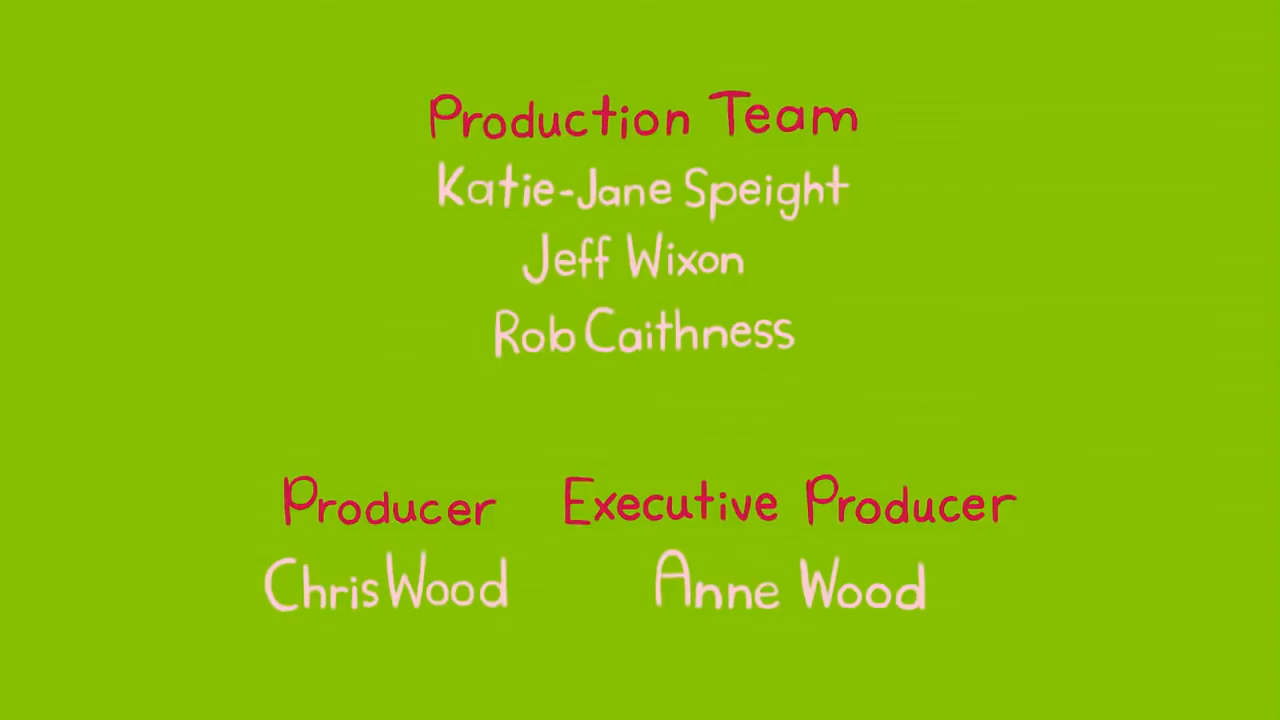 Production Team
Katie-Jane Speight
Jeff Wixon
Rob Caithness
Producer Executive Producer
Chris Wood Anne Wood